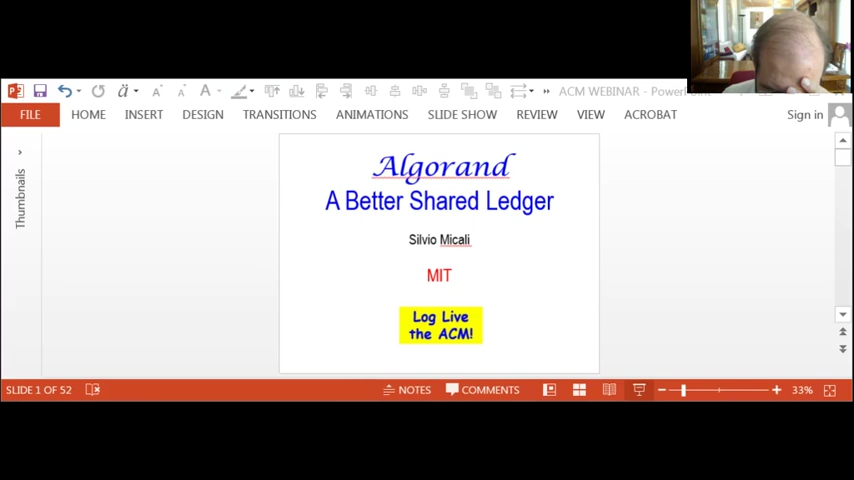 ACM WEBINAR - PowerPoint
FILE HOME INSERT DESIGN TRANSITIONS ANIMATIONS SLIDE SHOW REVIEW VIEW ACROBAT Sign in
Thumbnails
Algorand
A Better Shared Ledger
Silvio Micali
MIT
Log Live
the ACM!
SLIDE 1 OF 52 NOTES COMMENTS 33%